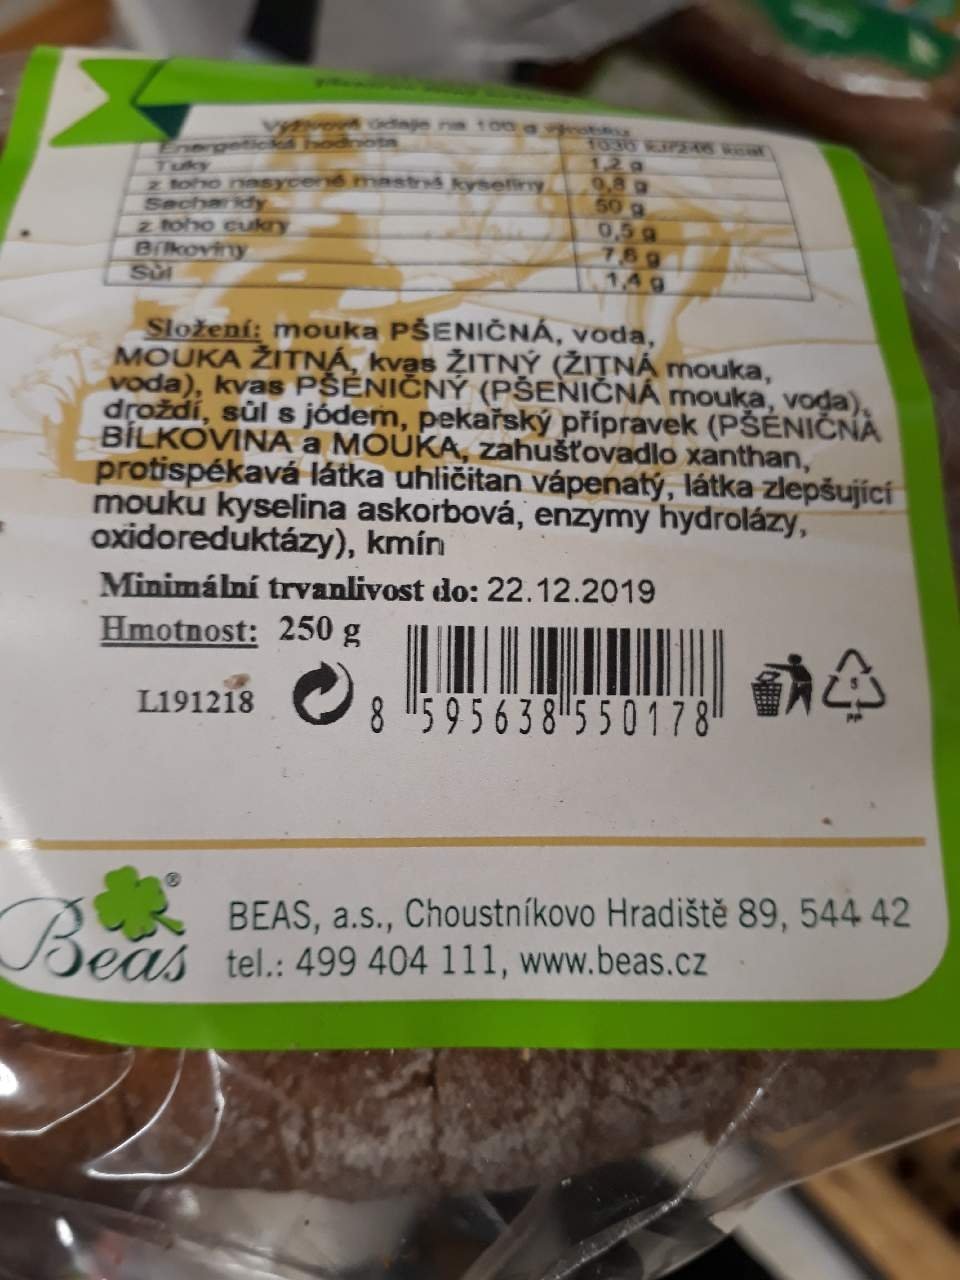 Výživové údaje na 100 g výrobku
Energetická hodnota 1030 kJ/246 kcal
Tuky 1,2 g
z toho nasycené mastné kyseliny 0,8 g
Sacharidy 50 g
z toho cukry 0,5 g
Bílkoviny 7,6 g
Sůl 1,4 g
Složení: mouka PŠENIČNÁ, voda,
MOUKA ŽITNÁ, kvas ŽITNÝ (ŽITNÁ mouka,
voda), kvas PŠENIČNÝ (PŠENIČNÁ mouka, voda),
droždí, sůl s jódem, pekařský přípravek (PŠENIČNÁ
BÍLKOVINA a MOUKA, zahušťovadlo xanthan,
protispékavá látka uhličitan vápenatý, látka zlepšující
mouku kyselina askorbová, enzymy hydrolázy,
oxidoreduktázy), kmín
Minimální trvanlivost do: 22.12.2019
Hmotnost: 250 g
L191218
8 595638 550178
5
PP
Beas®
BEAS, a.s., Choustníkovo Hradiště 89, 544 42
tel.: 499 404 111, www.beas.cz